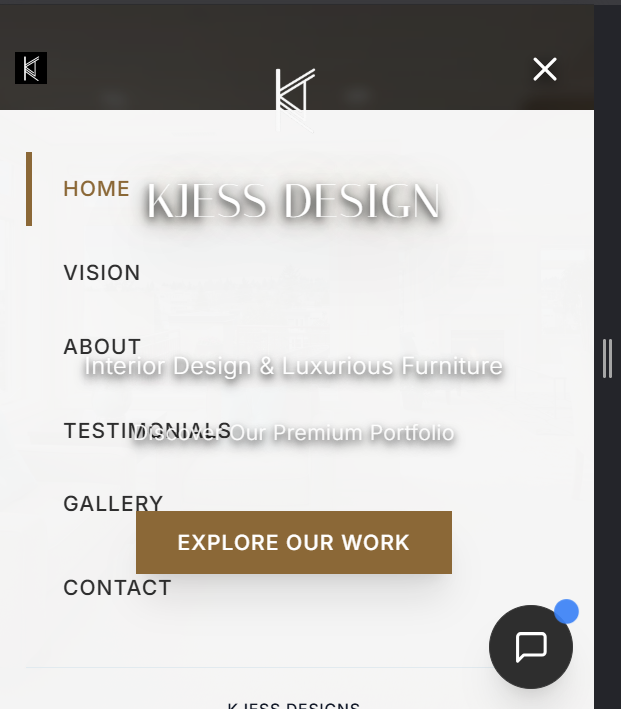 HOME
KJESS DESIGN
VISION
ABOUT
Interior Design & Luxurious Furniture
TESTIMONIALS
Discover Our Premium Portfolio
GALLERY
EXPLORE OUR WORK
CONTACT
KJESS DESIGNS